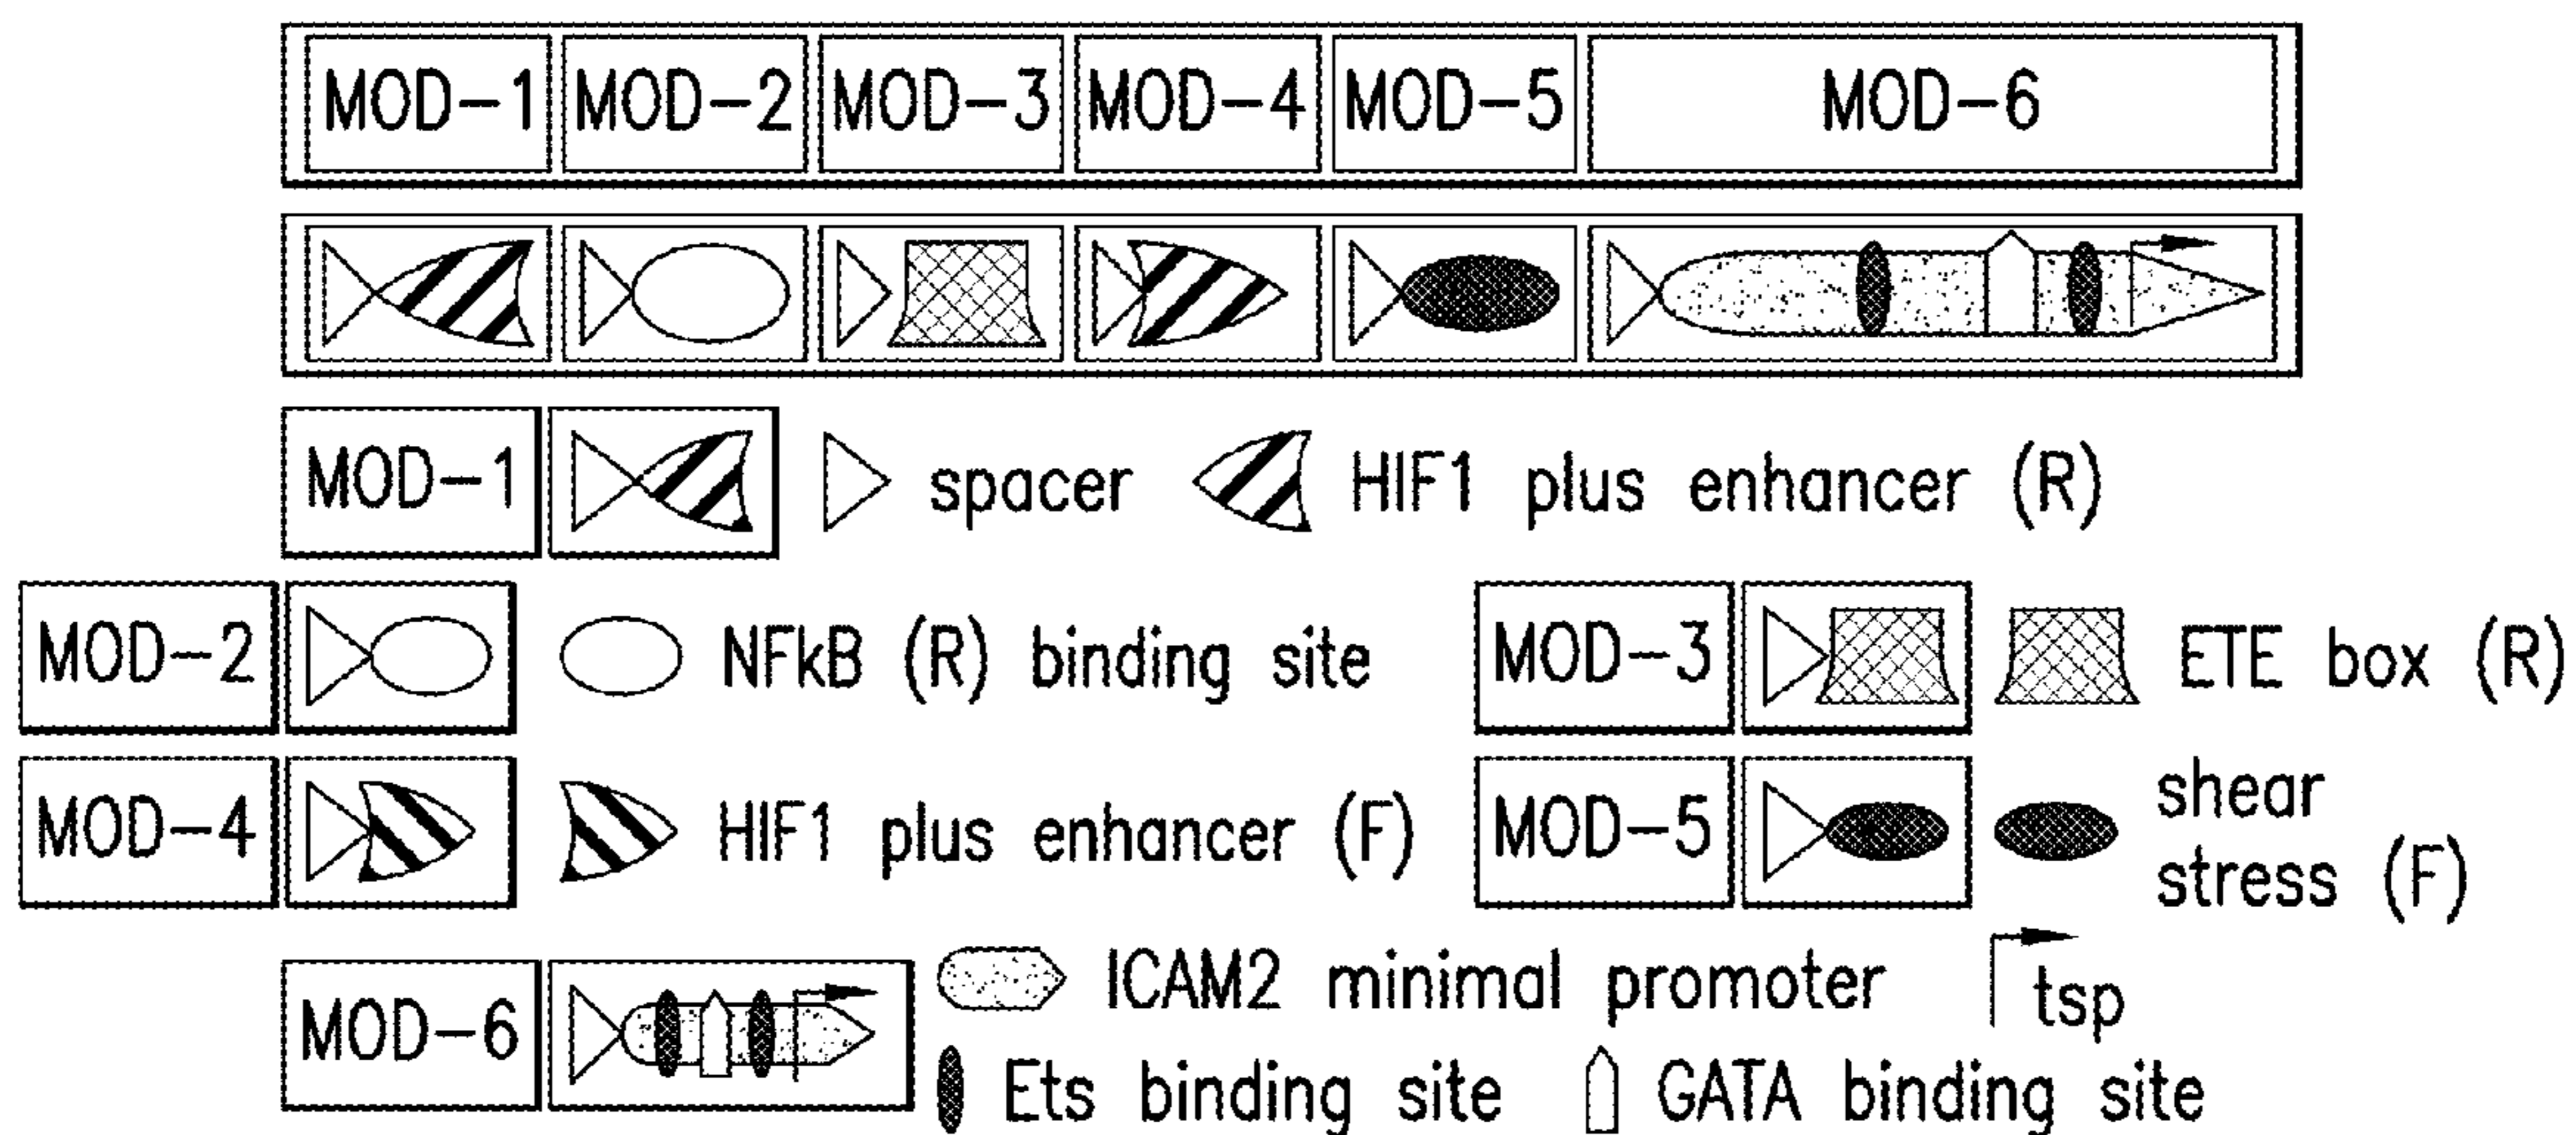 MOD-1 MOD-2 MOD-3 MOD-4 MOD-5 MOD-6
MOD-1 spacer HIF1 plus enhancer (R)
MOD-2 NFkB (R) binding site MOD-3 ETE box (R)
MOD-4 HIF1 plus enhancer (F) MOD-5 shear
stress (F)
MOD-6 ICAM2 minimal promoter tsp
Ets binding site GATA binding site